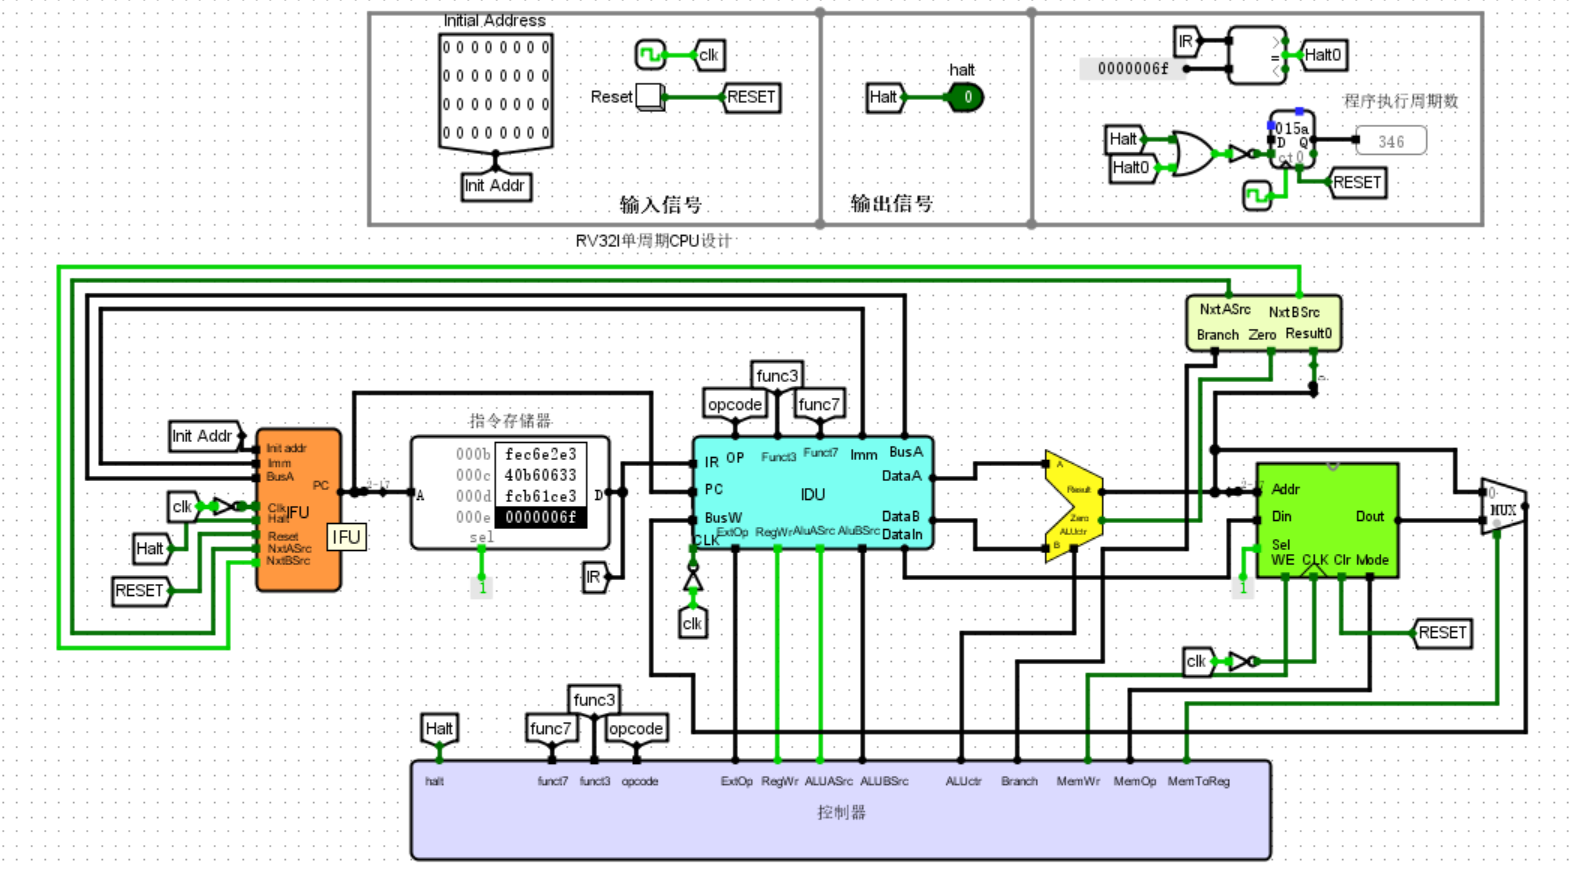 Initial Address
0 0 0 0 0 0 0 0
0 0 0 0 0 0 0 0
0 0 0 0 0 0 0 0
0 0 0 0 0 0 0 0
Init Addr
clk
Reset
RESET
输入信号
halt
Halt
0
输出信号
IR
0000006f
>
=
<
Halt0
程序执行周期数
Halt
Halt0
015a
D Q
ct0
346
RESET
RV32I单周期CPU设计
NxtASrc NxtBSrc
Branch Zero Result0
func3
opcode
func7
Init Addr
Init addr
Imm
BusA
PC
Clk
IFU
Halt
Reset
NxtASrc
NxtBSrc
clk
Halt
RESET
IFU
2-17
指令存储器
000b fec6e2e3
000c 40b60633
000d fcb61ce3
000e 0000006f
A
D
sel
1
IR
IR OP Funct3 Funct7 Imm BusA
DataA
PC
IDU
BusW
DataB
ExtOp RegWr AluASrc AluBSrc DataIn
CLK
clk
A
Result
Zero
ALUctr
B
2-17
Addr
Din
Dout
Sel
WE CLK Clr Mode
1
0
MUX
RESET
clk
Halt
func7
func3
opcode
halt funct7 funct3 opcode ExtOp RegWr ALUASrc ALUBSrc ALUctr Branch MemWr MemOp MemToReg
控制器